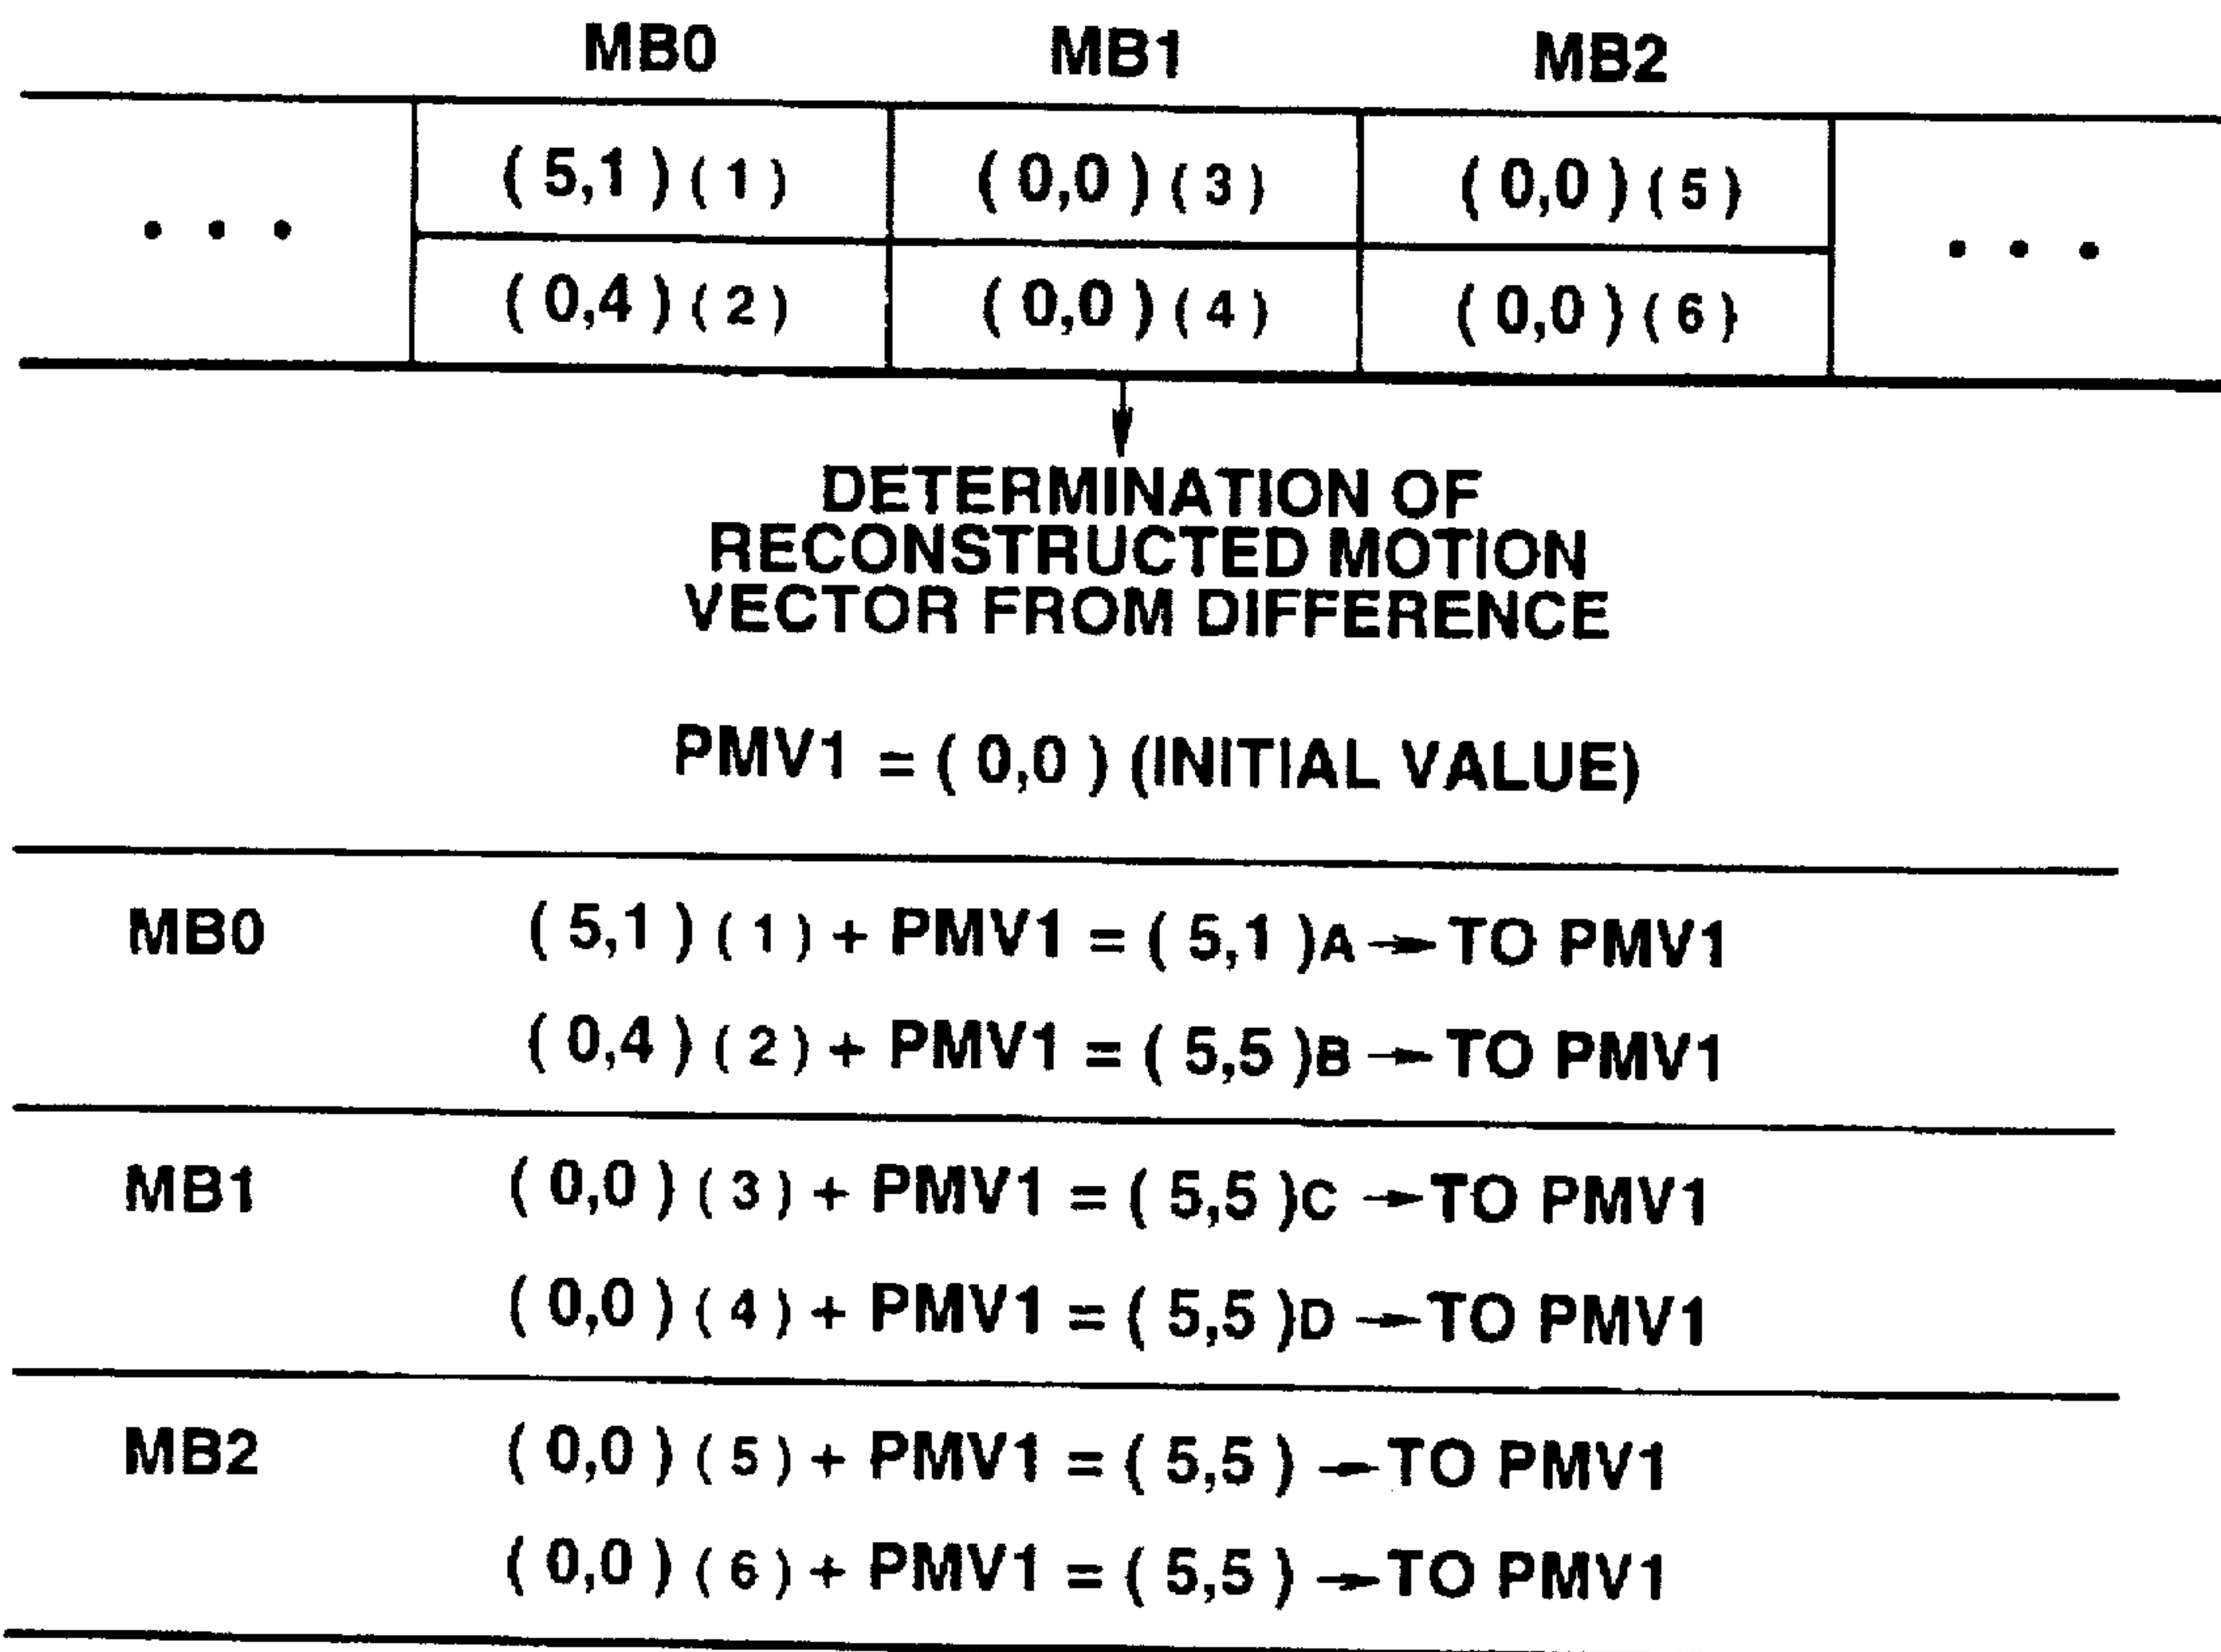 MB0 MB1 MB2
(5,1)(1) (0,0)(3) (0,0)(5)
• • • • • •
(0,4)(2) (0,0)(4) (0,0)(6)
DETERMINATION OF
RECONSTRUCTED MOTION
VECTOR FROM DIFFERENCE
PMV1 = (0,0) (INITIAL VALUE)
MB0 (5,1)(1) + PMV1 = (5,1)A → TO PMV1
(0,4)(2) + PMV1 = (5,5)B → TO PMV1
MB1 (0,0)(3) + PMV1 = (5,5)C → TO PMV1
(0,0)(4) + PMV1 = (5,5)D → TO PMV1
MB2 (0,0)(5) + PMV1 = (5,5) → TO PMV1
(0,0)(6) + PMV1 = (5,5) → TO PMV1